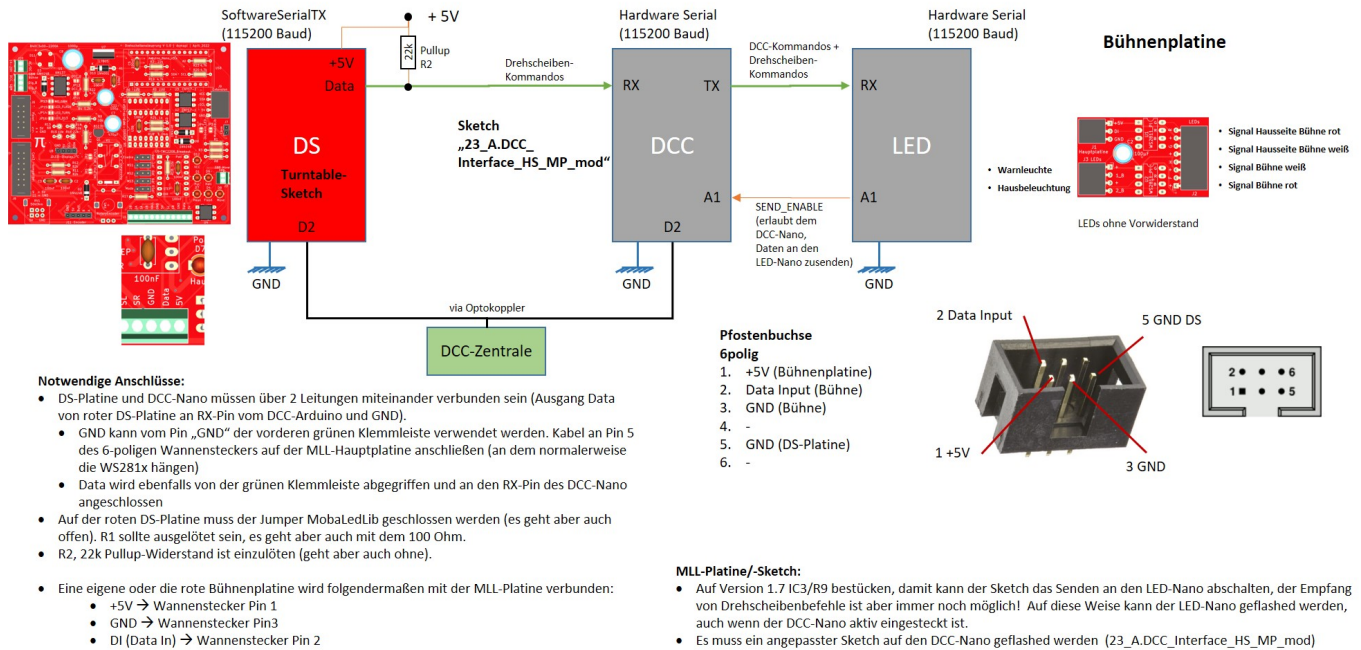 SoftwareSerialTX
(115200 Baud)
+ 5V
22k
Pullup
R2
+5V
Data
DS
Turntable-
Sketch
D2
GND
Drehscheiben-
Kommandos
Sketch
„23_A.DCC_
Interface_HS_MP_mod“
Hardware Serial
(115200 Baud)
RX
TX
DCC
A1
D2
GND
DCC-Kommandos +
Drehscheiben-
Kommandos
SEND_ENABLE
(erlaubt dem
DCC-Nano,
Daten an den
LED-Nano zusenden)
Hardware Serial
(115200 Baud)
RX
LED
A1
GND
via Optokoppler
DCC-Zentrale
Bühnenplatine
• Warnleuchte
• Hausbeleuchtung
J1
Hauptplatine
J3 LEDs
LEDs
J2
• Signal Hausseite Bühne rot
• Signal Hausseite Bühne weiß
• Signal Bühne weiß
• Signal Bühne rot
LEDs ohne Vorwiderstand
100nF
SR
GND
Data
5V
Pfostenbuchse
6polig
1. +5V (Bühnenplatine)
2. Data Input (Bühne)
3. GND (Bühne)
4. -
5. GND (DS-Platine)
6. -
2 Data Input
5 GND DS
1 +5V
3 GND
2
6
1
5
Notwendige Anschlüsse:
• DS-Platine und DCC-Nano müssen über 2 Leitungen miteinander verbunden sein (Ausgang Data
von roter DS-Platine an RX-Pin vom DCC-Arduino und GND).
• GND kann vom Pin „GND“ der vorderen grünen Klemmleiste verwendet werden. Kabel an Pin 5
des 6-poligen Wannensteckers auf der MLL-Hauptplatine anschließen (an dem normalerweise
die WS281x hängen)
• Data wird ebenfalls von der grünen Klemmleiste abgegriffen und an den RX-Pin des DCC-Nano
angeschlossen
• Auf der roten DS-Platine muss der Jumper MobaLedLib geschlossen werden (es geht aber auch
offen). R1 sollte ausgelötet sein, es geht aber auch mit dem 100 Ohm.
• R2, 22k Pullup-Widerstand ist einzulöten (geht aber auch ohne).
• Eine eigene oder die rote Bühnenplatine wird folgendermaßen mit der MLL-Platine verbunden:
• +5V → Wannenstecker Pin 1
• GND → Wannenstecker Pin3
• DI (Data In) → Wannenstecker Pin 2
MLL-Platine/-Sketch:
• Auf Version 1.7 IC3/R9 bestücken, damit kann der Sketch das Senden an den LED-Nano abschalten, der Empfang
von Drehscheibenbefehle ist aber immer noch möglich! Auf diese Weise kann der LED-Nano geflashed werden,
auch wenn der DCC-Nano aktiv eingesteckt ist.
• Es muss ein angepasster Sketch auf den DCC-Nano geflashed werden (23_A.DCC_Interface_HS_MP_mod)